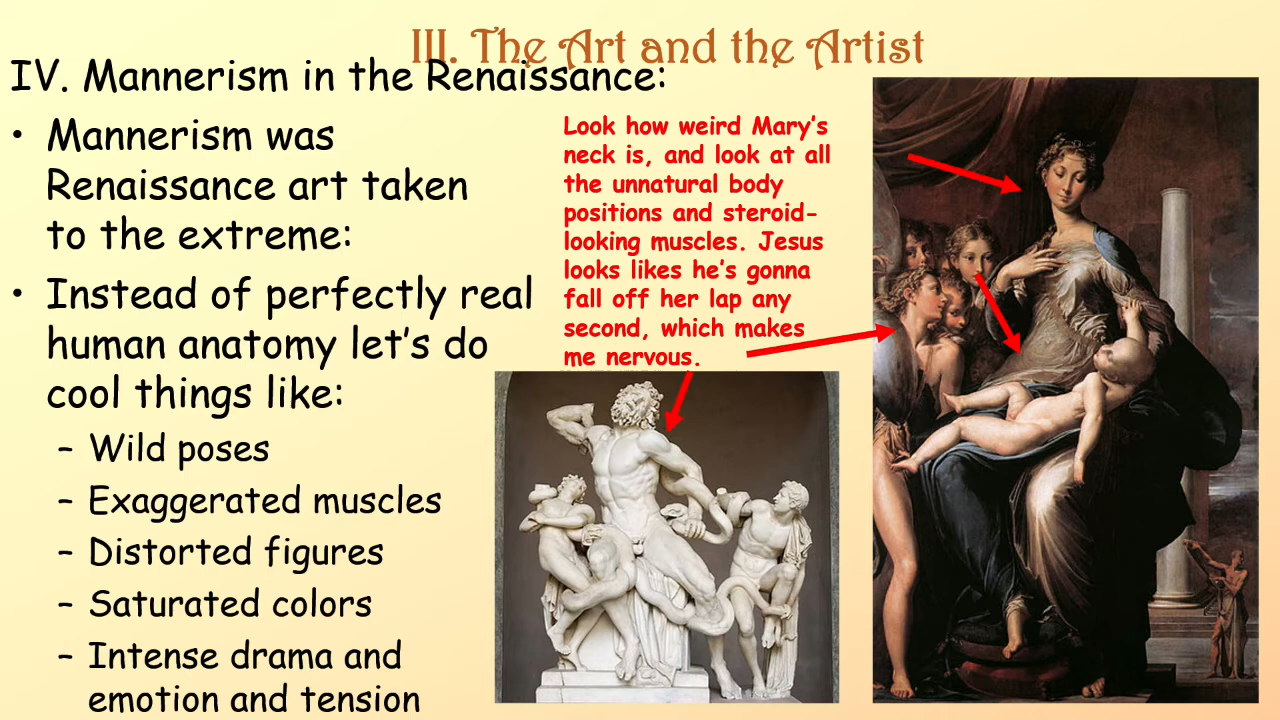 III. The Art and the Artist
IV. Mannerism in the Renaissance:
• Mannerism was
Renaissance art taken
to the extreme:
• Instead of perfectly real
human anatomy let's do
cool things like:
– Wild poses
– Exaggerated muscles
– Distorted figures
– Saturated colors
– Intense drama and
emotion and tension
Look how weird Mary's
neck is, and look at all
the unnatural body
positions and steroid-
looking muscles. Jesus
looks likes he's gonna
fall off her lap any
second, which makes
me nervous.